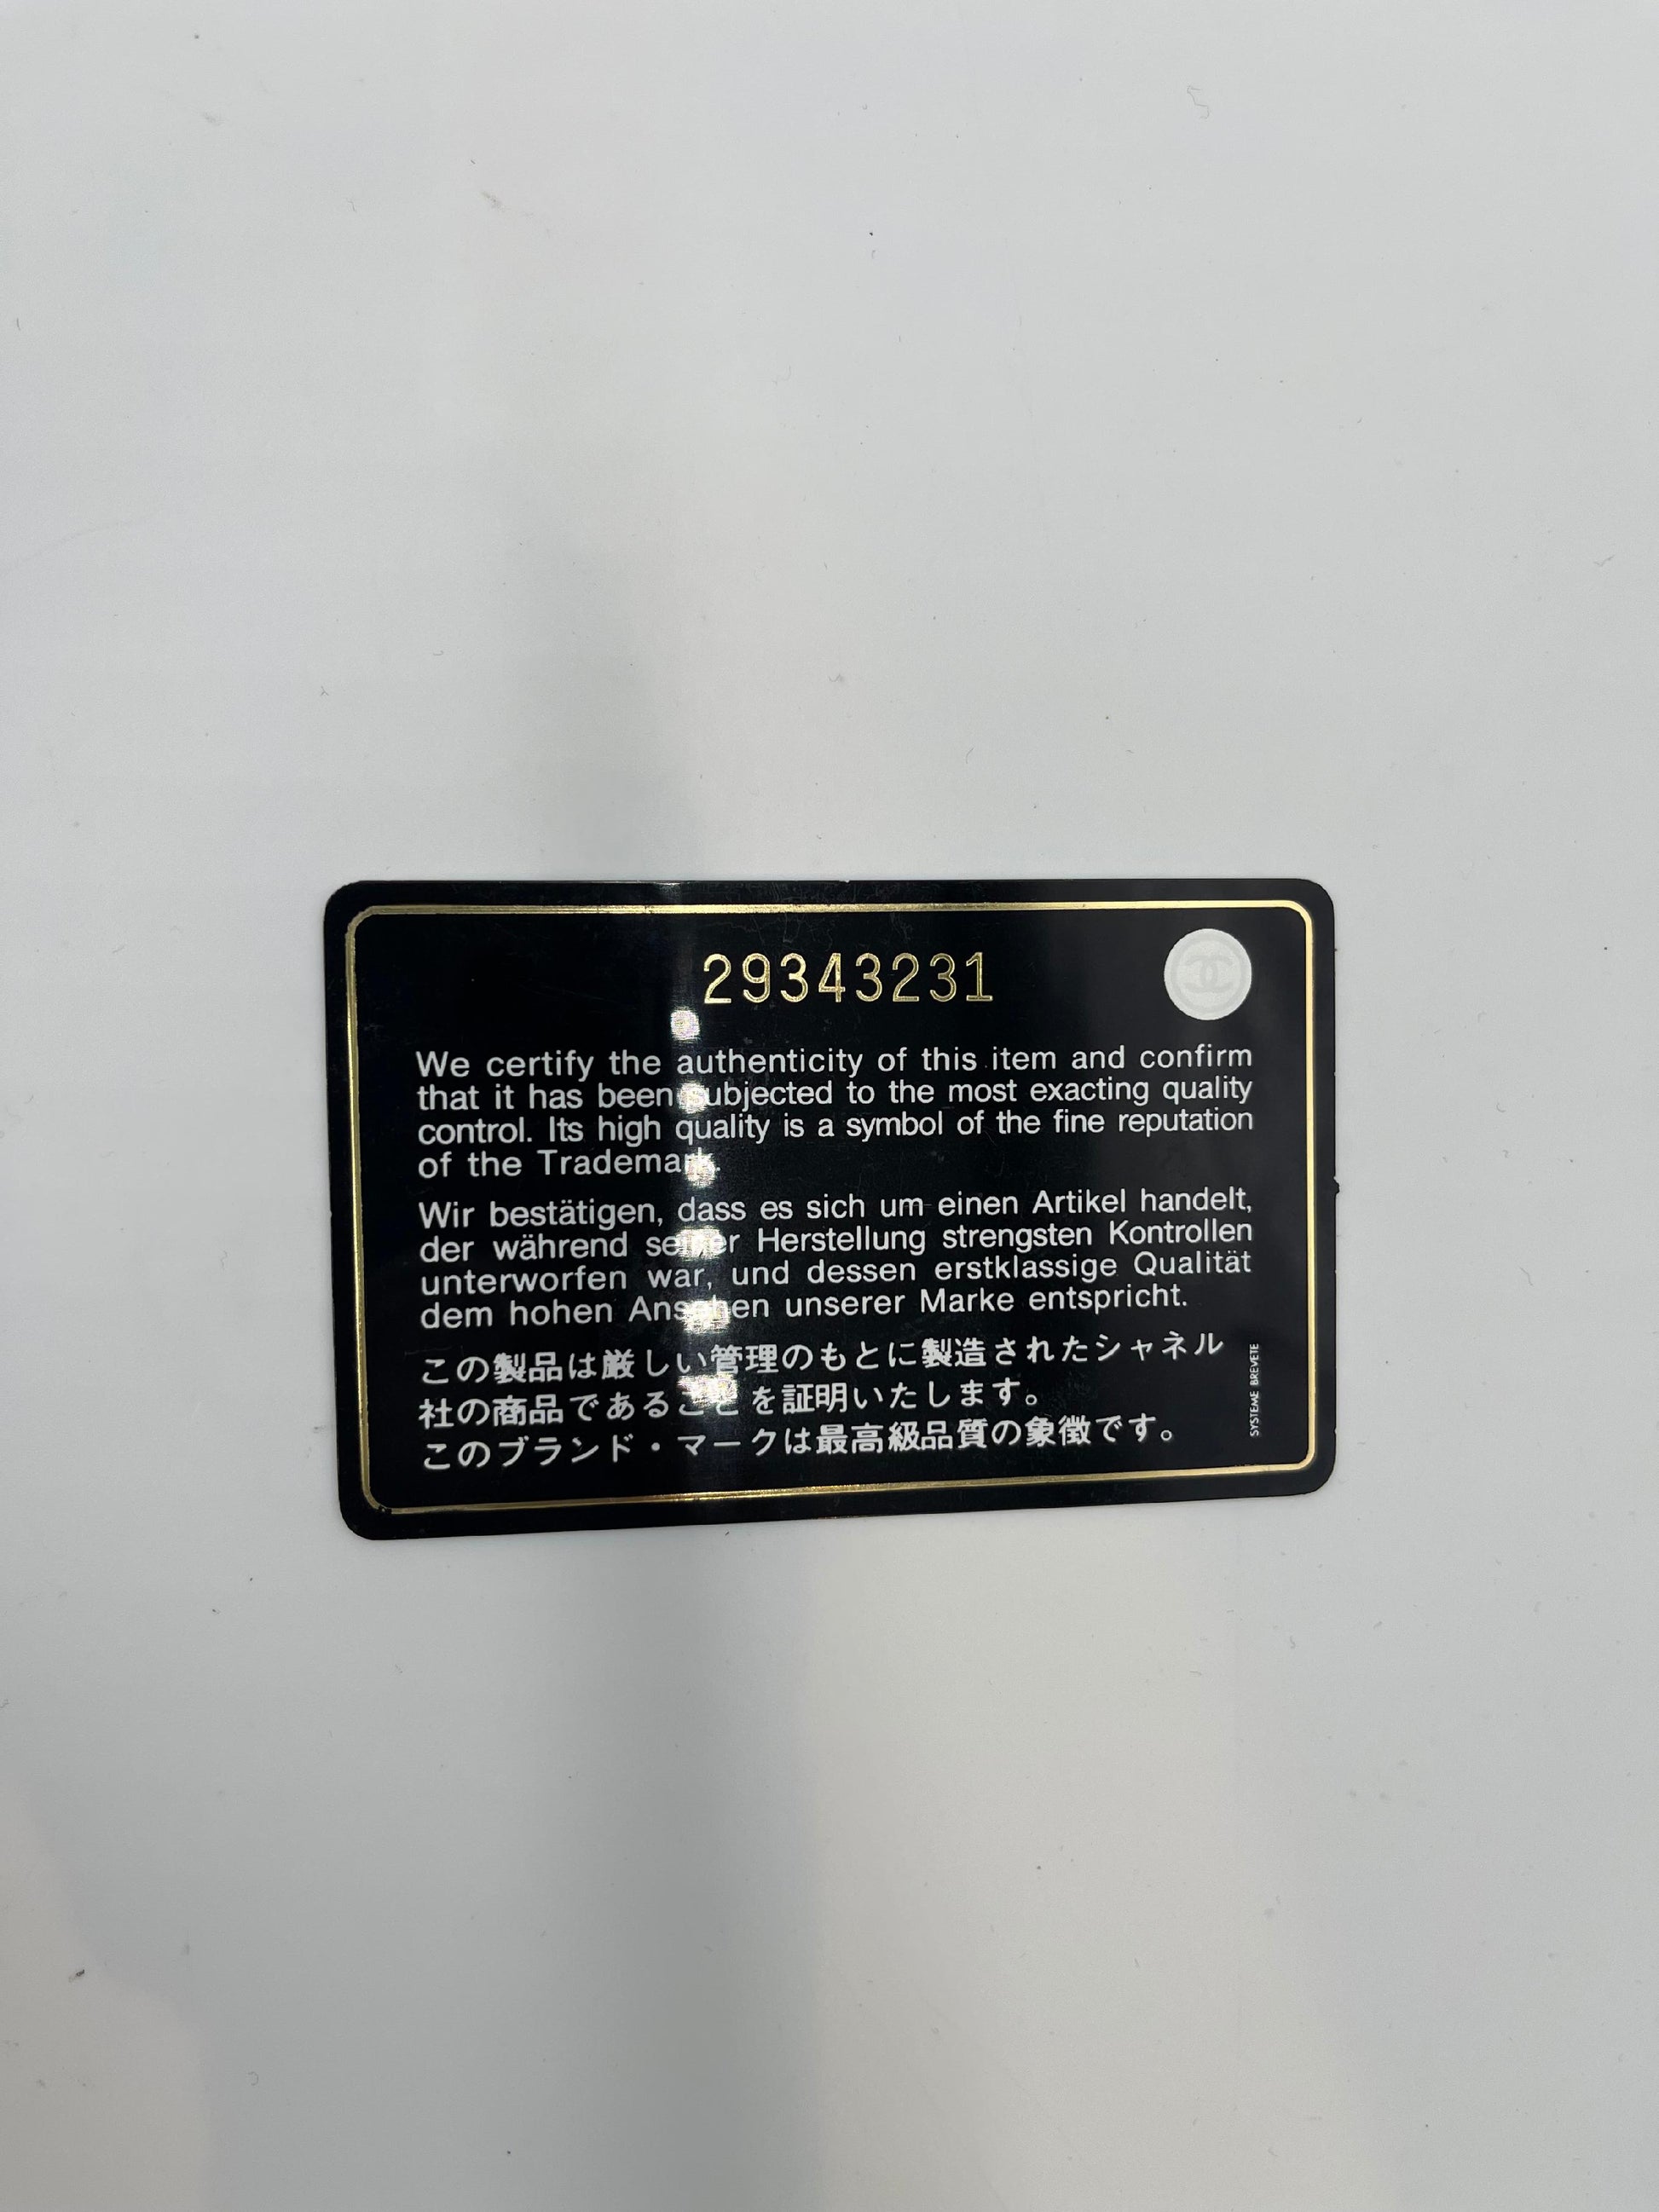 29343231
We certify the authenticity of this item and confirm
that it has been subjected to the most exacting quality
control. Its high quality is a symbol of the fine reputation
of the Trademark.
Wir bestätigen, dass es sich um einen Artikel handelt,
der während seiner Herstellung strengsten Kontrollen
unterworfen war, und dessen erstklassige Qualität
dem hohen Ansehen unserer Marke entspricht.
この製品は厳しい管理のもとに製造されたシャネル
社の商品であることを証明いたします。
このブランド・マークは最高級品質の象徴です。
SYSTEME BREVETE